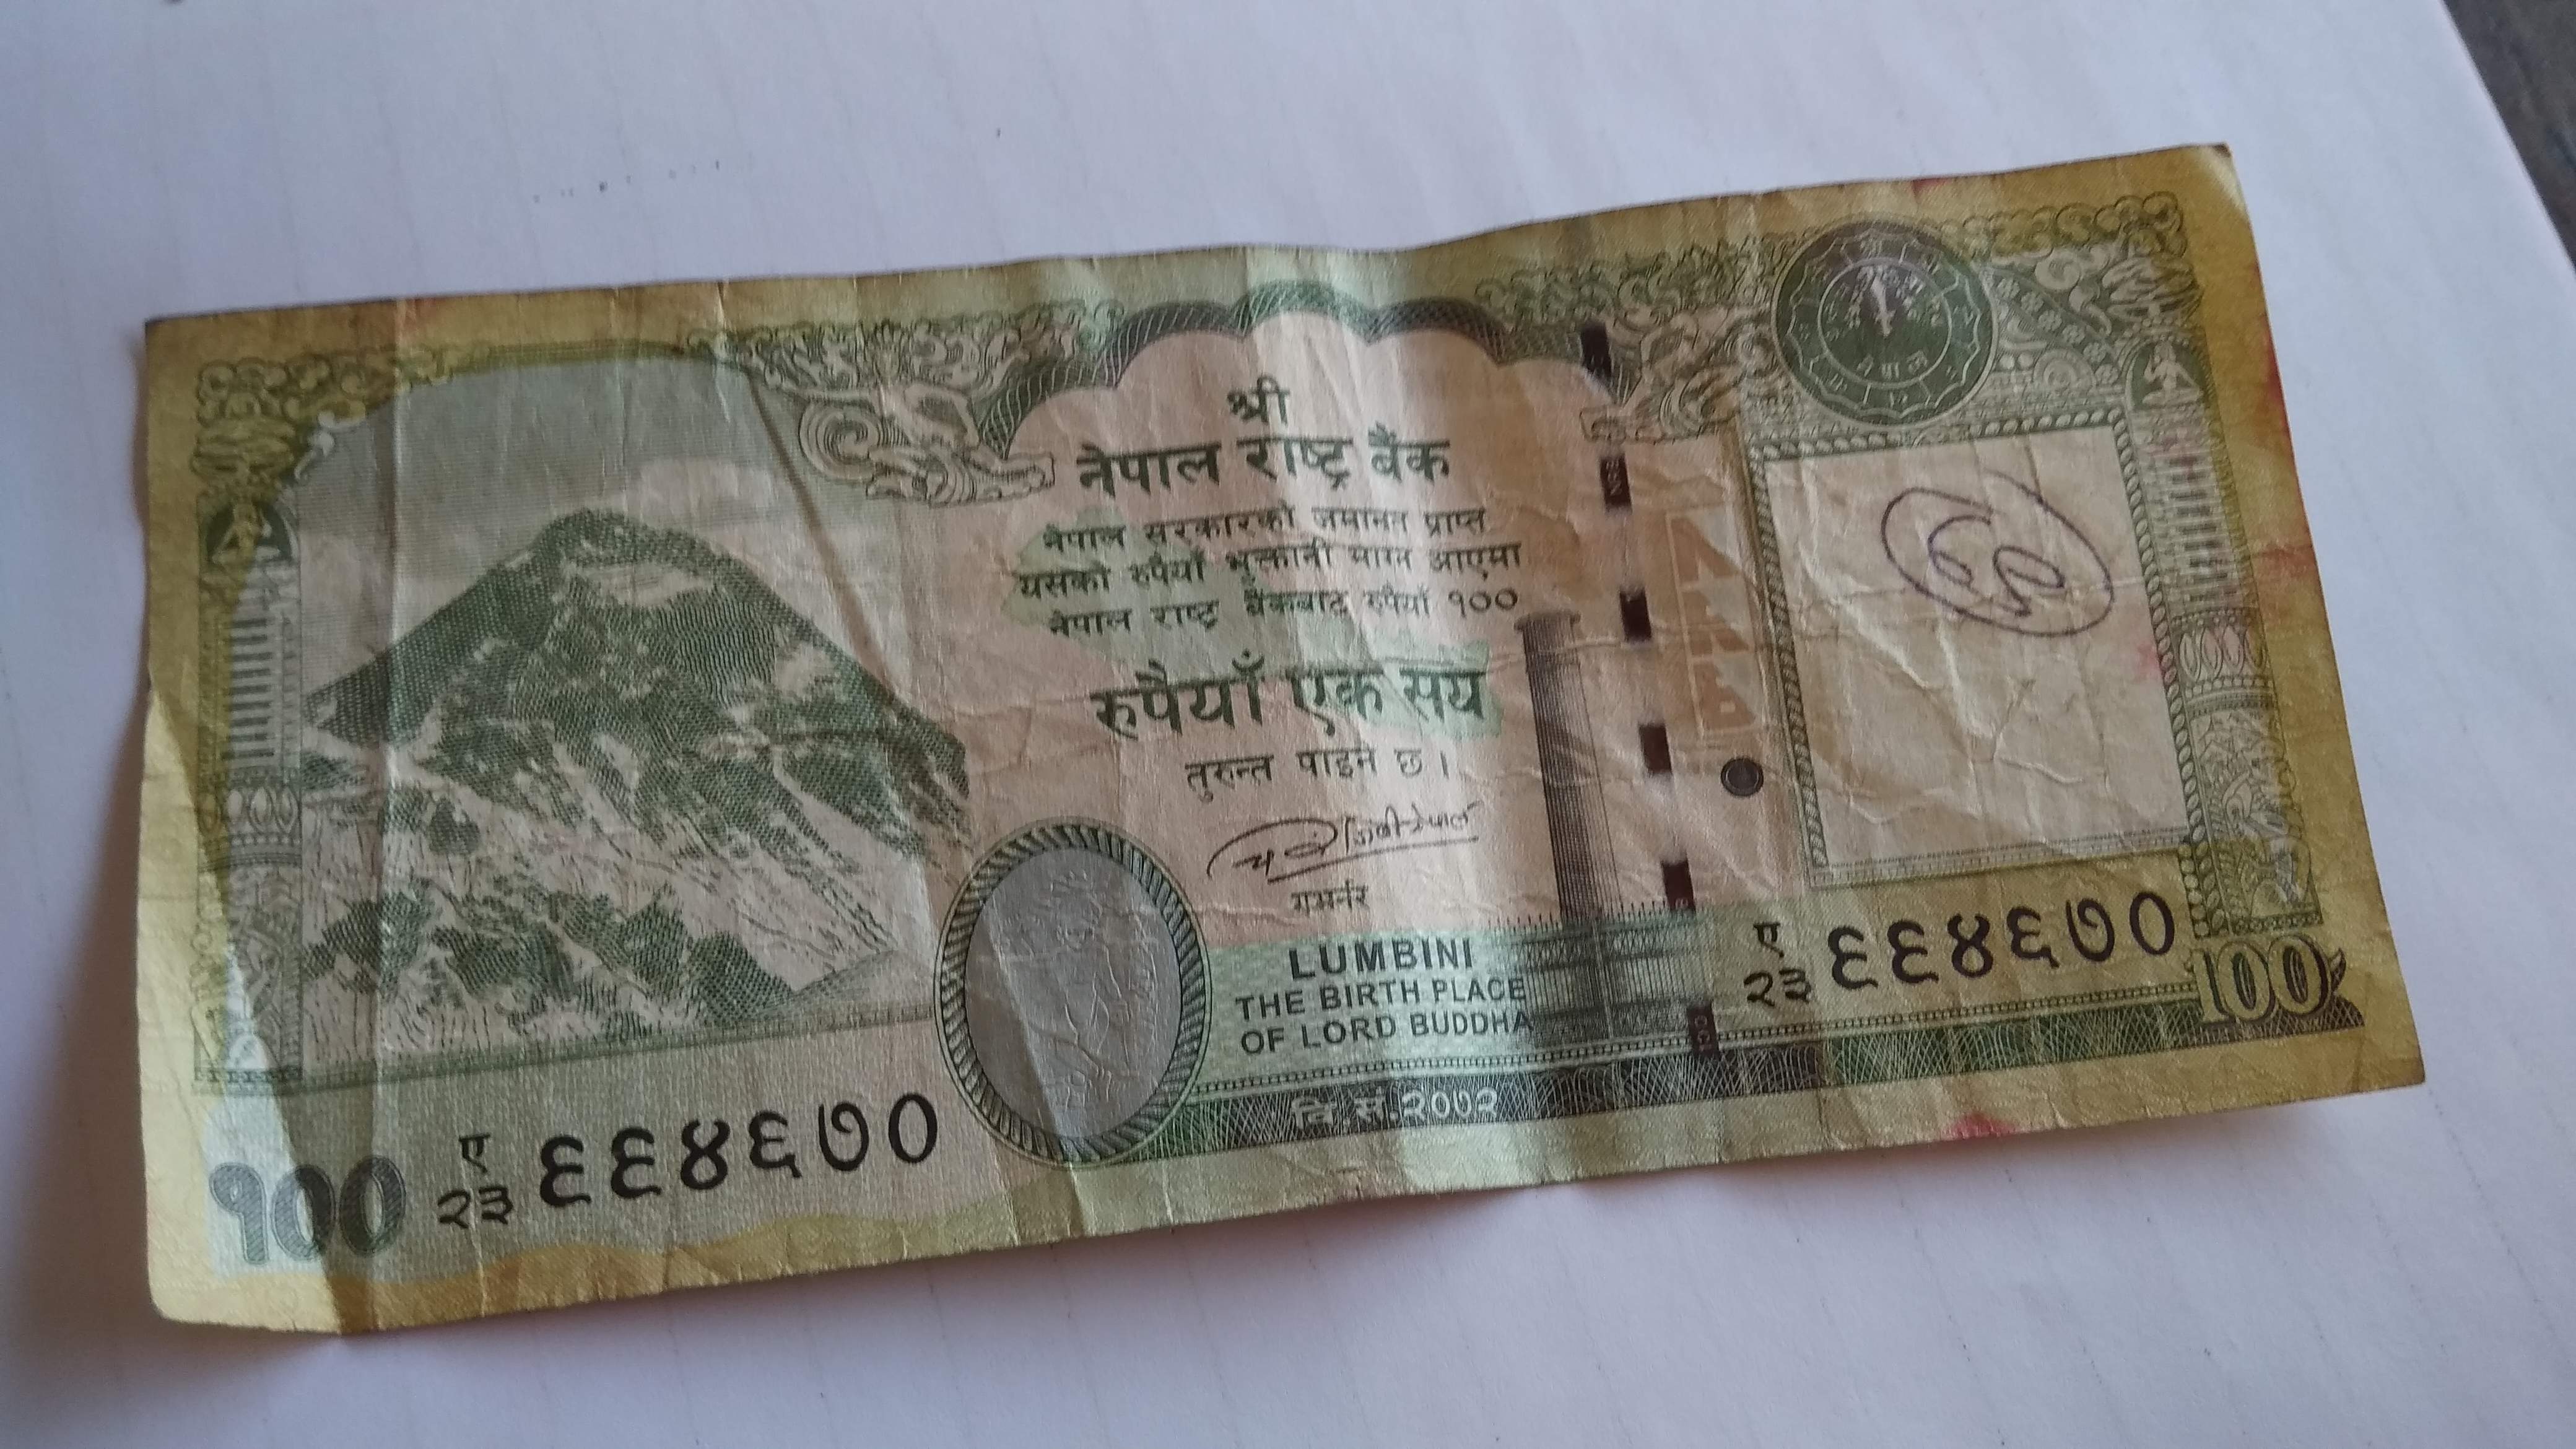 श्री
नेपाल राष्ट्र बैंक
नेपाल सरकारको जमानत प्राप्त
यसको रुपैयाँ भुक्तानी माग्न आएमा
नेपाल राष्ट्र बैंकबाट रुपैयाँ १००
रुपैयाँ एक सय
तुरुन्त पाइने छ।
गभर्नर
LUMBINI
THE BIRTH PLACE
OF LORD BUDDHA
ए
२३ ६६४६७०
100
वि.सं.२०७२
१००
ए
२३ ६६४६७०